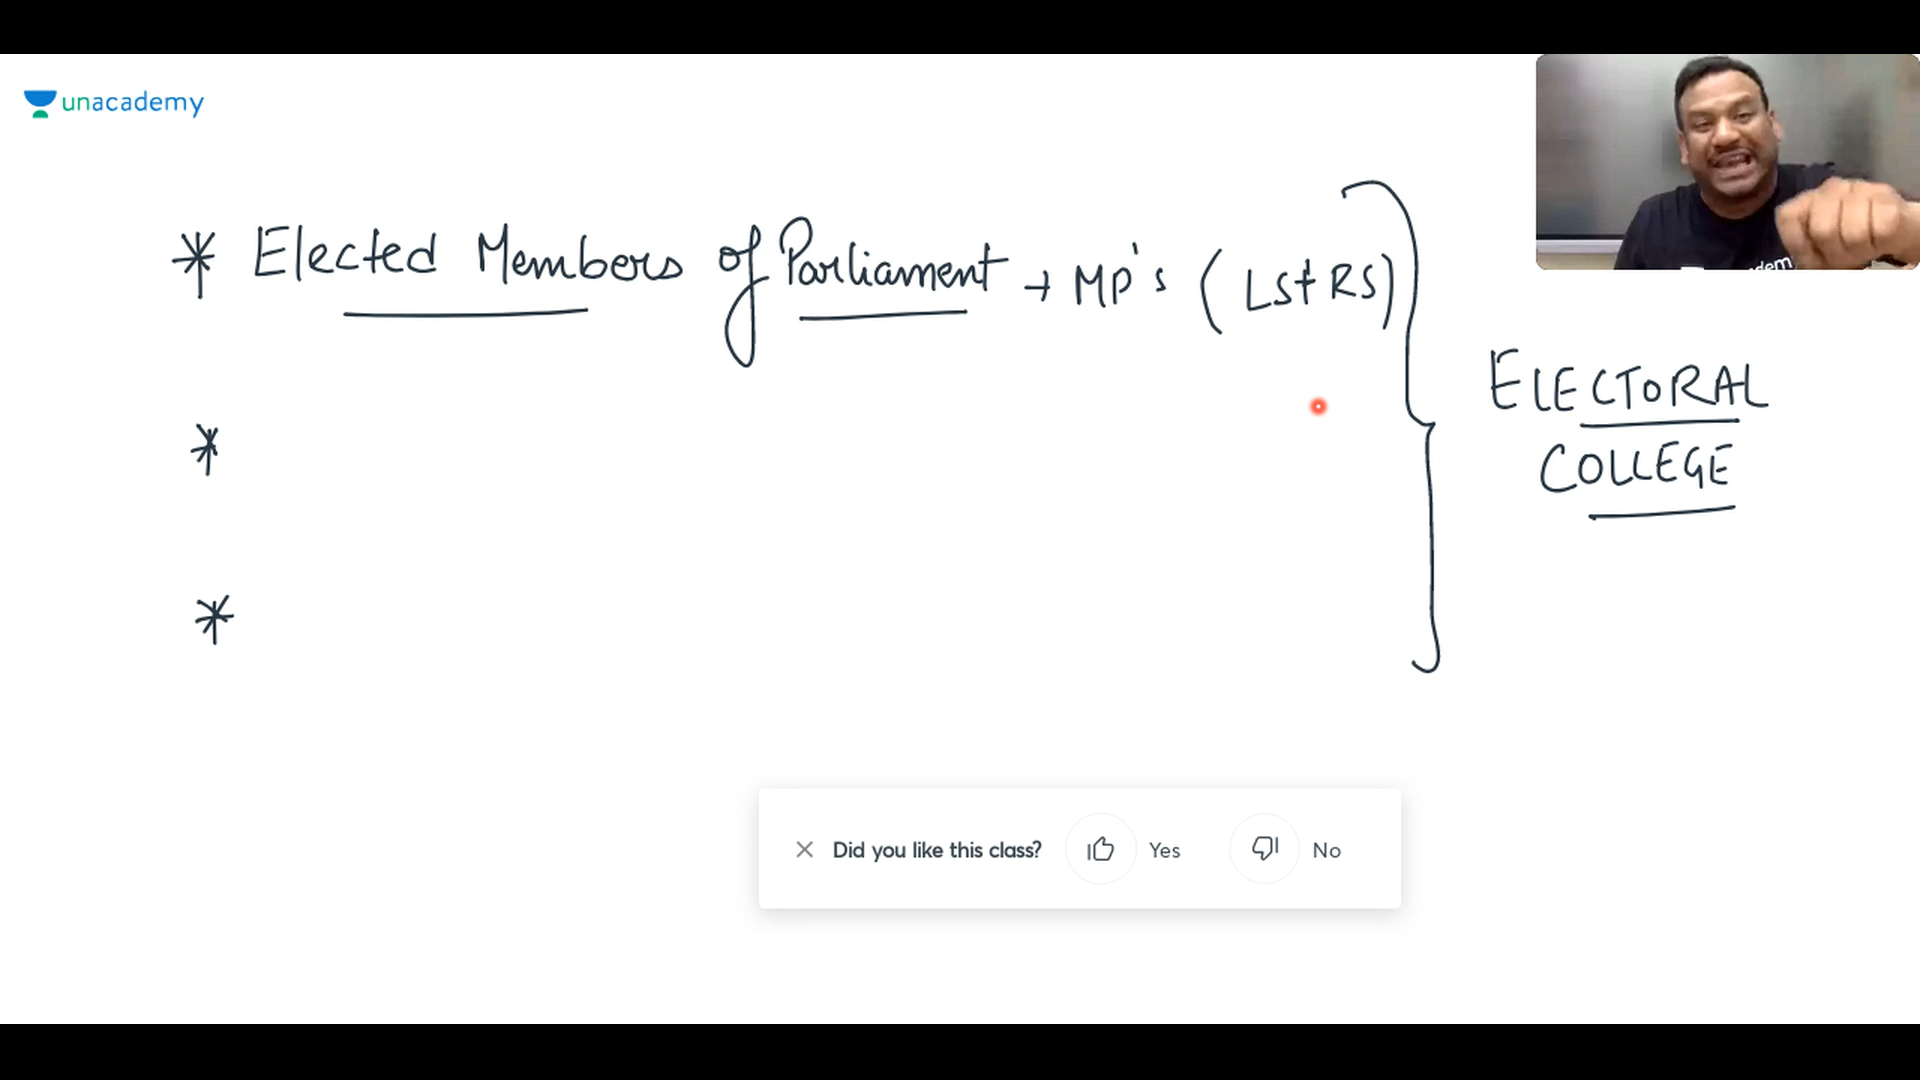 unacademy
* Elected Members of Parliament → MP's (LS+RS)
*
*
ELECTORAL
COLLEGE
Did you like this class? Yes No